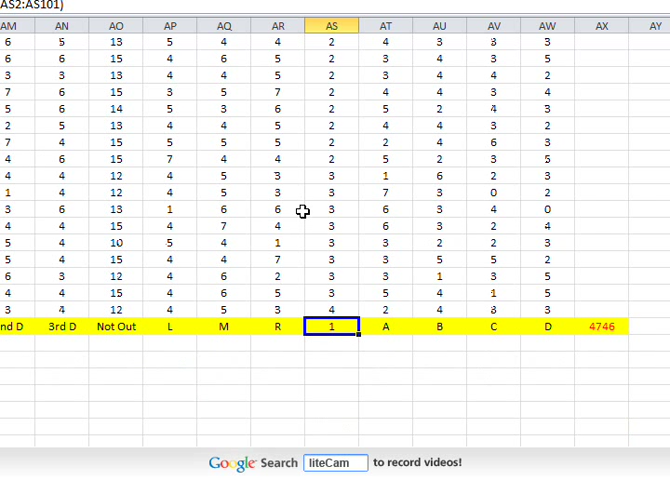 AS2:AS101)
AM AN AO AP AQ AR AS AT AU AV AW AX AY
6 5 13 5 4 4 2 4 3 3 3
6 6 15 4 6 5 2 3 4 3 5
3 3 13 4 4 5 2 3 4 4 2
7 6 15 3 5 7 2 4 4 3 4
5 6 14 5 3 6 2 5 2 4 3
2 5 13 4 4 5 2 4 4 3 2
7 4 15 5 5 5 2 2 4 6 3
4 6 15 7 4 4 2 5 2 3 5
4 4 12 4 5 3 3 1 6 2 3
1 4 12 4 5 3 3 7 3 0 2
3 6 13 1 6 6 3 6 3 4 0
4 4 15 4 7 4 3 6 3 2 4
5 4 10 5 4 1 3 3 2 2 3
5 4 15 4 4 7 3 3 5 5 2
6 3 12 4 6 2 3 3 1 3 5
4 4 15 4 6 5 3 5 4 1 5
3 4 12 4 5 3 4 2 4 3 3
nd D 3rd D Not Out L M R 1 A B C D 4746
Google Search liteCam to record videos!